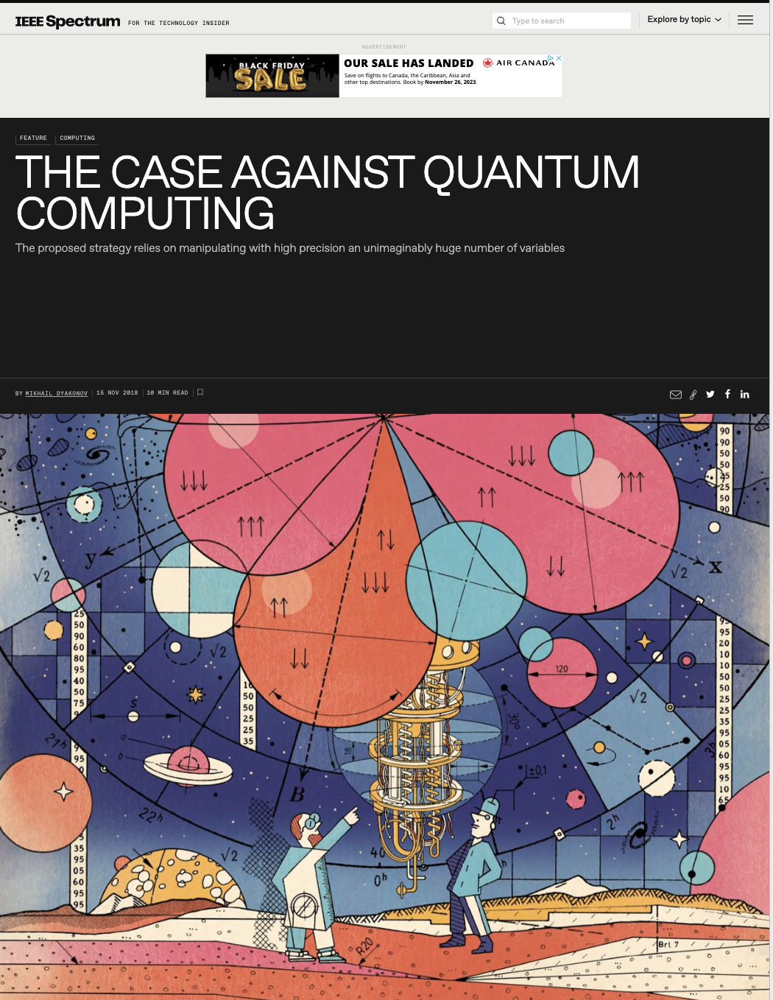 IEEE Spectrum FOR THE TECHNOLOGY INSIDER
Type to search
Explore by topic
ADVERTISEMENT
BLACK FRIDAY
SALE
OUR SALE HAS LANDED
AIR CANADA
Save on flights to Canada, the Caribbean, Asia and
other top destinations. Book by November 26, 2023.
FEATURE COMPUTING
THE CASE AGAINST QUANTUM
COMPUTING
The proposed strategy relies on manipulating with high precision an unimaginably huge number of variables
BY MIKHAIL DYAKONOV 15 NOV 2018 10 MIN READ
90
90
50
50
25
25
50
90
y
x
√2
√2
25
50
90
60
80
95
40
50
75
9
√2
10
50
50
25
25
35
120
√2
95
95
20
10
10
50
50
25
25
35
95
05
60
95
95
10
65
S
21h
a
b
95
95
10
18
30°
±0,1
3h
B
22h
2h
35
95
05
60
95
95
√2
40
0h
h
R20
Brl. 7